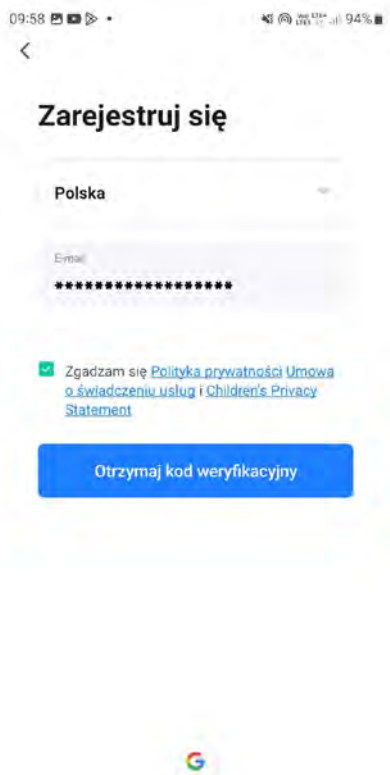 09:58 94%
Zarejestruj się
Polska
E-mail
******************
Zgadzam się Polityka prywatności Umowa
o świadczeniu usług i Children's Privacy
Statement
Otrzymaj kod weryfikacyjny